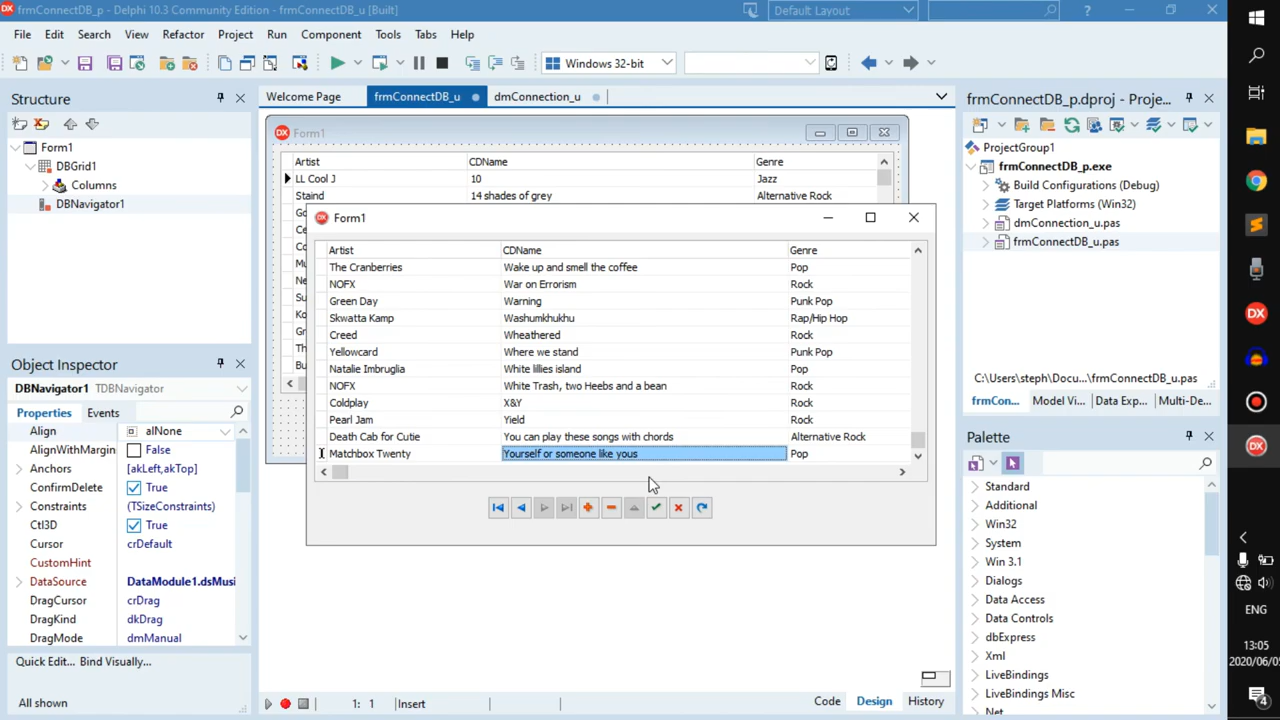 frmConnectDB_p - Delphi 10.3 Community Edition - frmConnectDB_u [Built]
Default Layout
File Edit Search View Refactor Project Run Component Tools Tabs Help
Windows 32-bit
Structure
Form1
DBGrid1
Columns
DBNavigator1
Object Inspector
DBNavigator1 TDBNavigator
Properties Events
Align alNone
AlignWithMargin False
Anchors [akLeft,akTop]
ConfirmDelete True
Constraints (TSizeConstraints)
Ctl3D True
Cursor crDefault
CustomHint
DataSource DataModule1.dsMusi
DragCursor crDrag
DragKind dkDrag
DragMode dmManual
Quick Edit... Bind Visually...
All shown
Welcome Page frmConnectDB_u dmConnection_u
DX Form1
Artist CDName Genre
LL Cool J 10 Jazz
Staind 14 shades of grey Alternative Rock
DX Form1
Artist CDName Genre
The Cranberries Wake up and smell the coffee Pop
NOFX War on Errorism Rock
Green Day Warning Punk Pop
Skwatta Kamp Washumkhukhu Rap/Hip Hop
Creed Wheathered Rock
Yellowcard Where we stand Punk Pop
Natalie Imbruglia White lillies island Pop
NOFX White Trash, two Heebs and a bean Rock
Coldplay X&Y Rock
Pearl Jam Yield Rock
Death Cab for Cutie You can play these songs with chords Alternative Rock
Matchbox Twenty Yourself or someone like yous Pop
1: 1 Insert
Code Design History
frmConnectDB_p.dproj - Proje...
ProjectGroup1
frmConnectDB_p.exe
Build Configurations (Debug)
Target Platforms (Win32)
dmConnection_u.pas
frmConnectDB_u.pas
C:\Users\steph\Docu...\frmConnectDB_u.pas
frmCon... Model Vi... Data Exp... Multi-De...
Palette
Standard
Additional
Win32
System
Win 3.1
Dialogs
Data Access
Data Controls
dbExpress
Xml
LiveBindings
LiveBindings Misc
DX
DX
ENG
13:05
2020/06/05
4